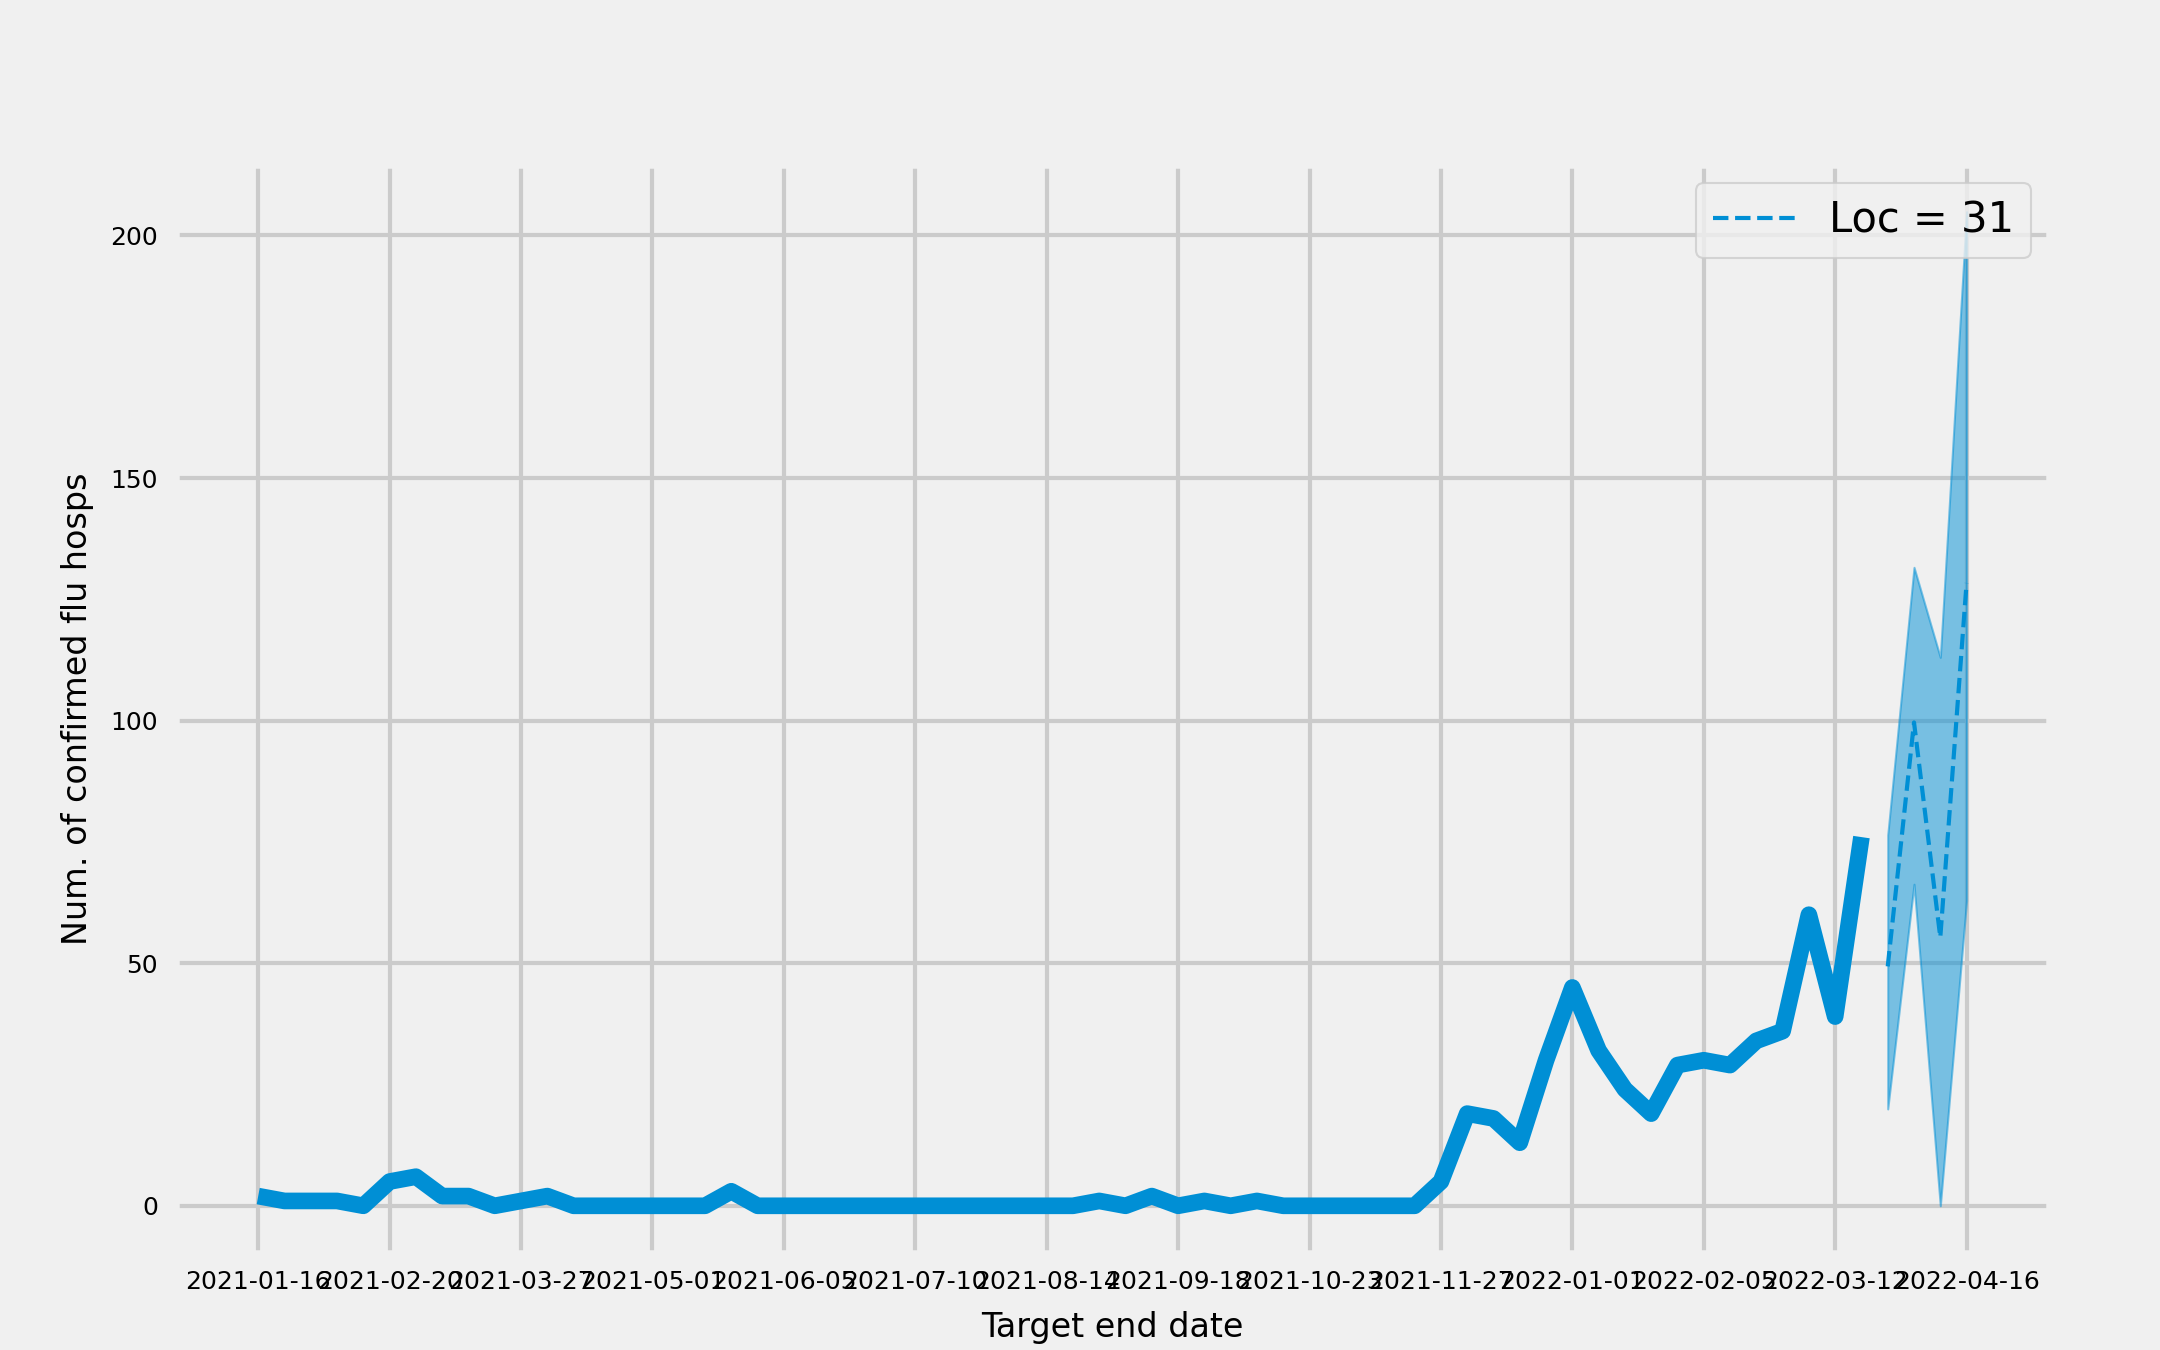 Loc = 31
200
150
100
50
0
Num. of confirmed flu hosps
2021-01-16 2021-02-20 2021-03-27 2021-05-01 2021-06-05 2021-07-10 2021-08-14 2021-09-18 2021-10-23 2021-11-27 2022-01-01 2022-02-05 2022-03-12 2022-04-16
Target end date